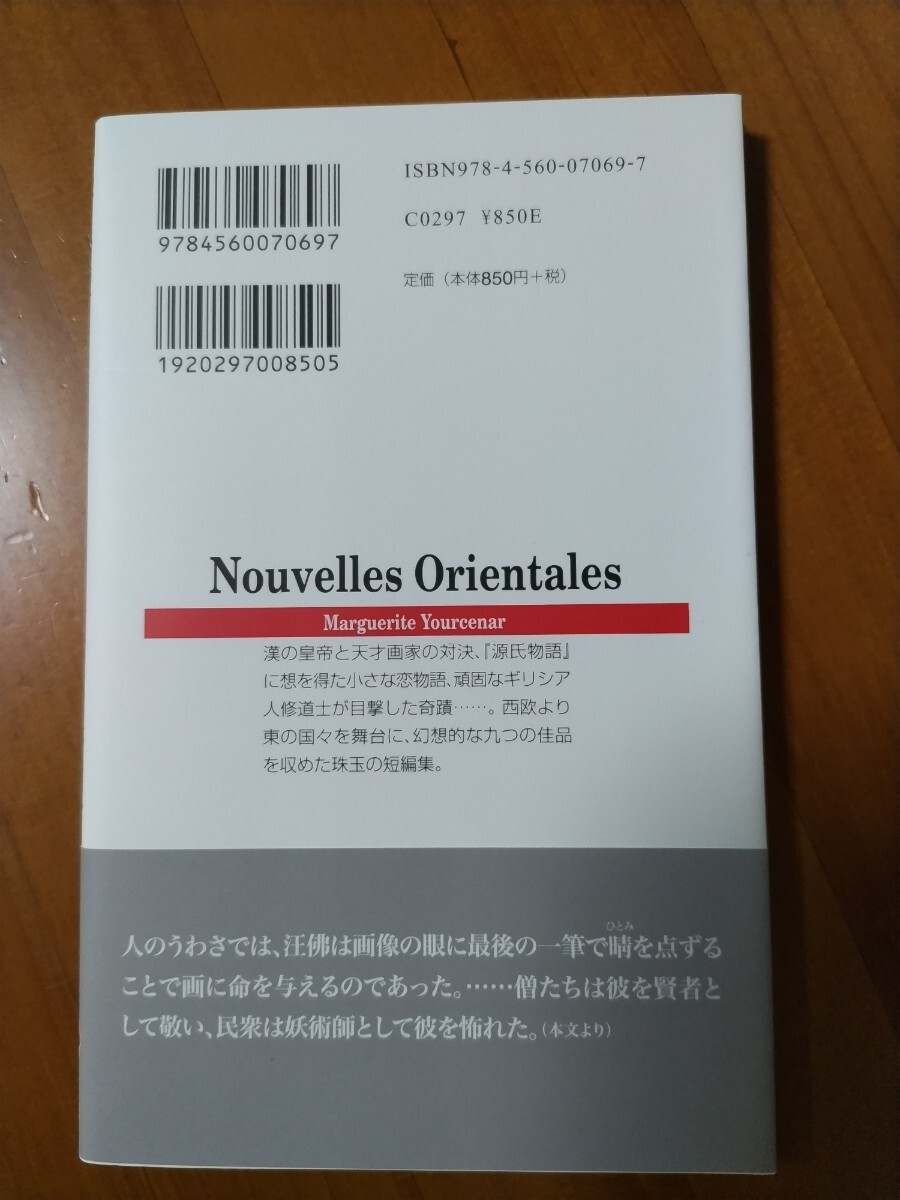 ISBN978-4-560-07069-7
C0297 ¥850E
定価（本体850円＋税）
9784560070697
1920297008505
Nouvelles Orientales
Marguerite Yourcenar
漢の皇帝と天才画家の対決、『源氏物語』
に想を得た小さな恋物語、頑固なギリシア
人修道士が目撃した奇蹟……。西欧より
東の国々を舞台に、幻想的な九つの佳品
を収めた珠玉の短編集。
ひとみ
人のうわさでは、汪佛は画像の眼に最後の一筆で睛を点ずる
ことで画に命を与えるのであった。……僧たちは彼を賢者と
して敬い、民衆は妖術師として彼を怖れた。（本文より）